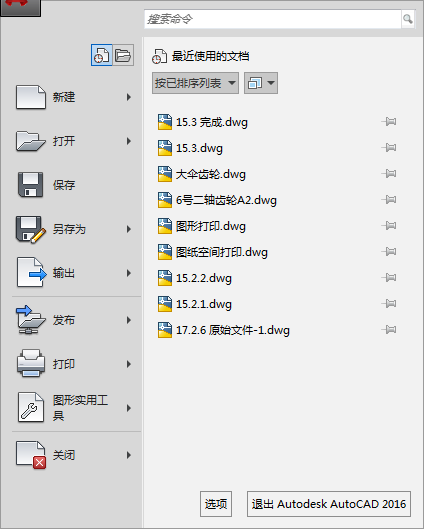 搜索命令
最近使用的文档
按已排序列表
新建
打开
保存
另存为
输出
发布
打印
图形实用工
具
关闭
15.3 完成.dwg
15.3.dwg
大伞齿轮.dwg
6号二轴齿轮A2.dwg
图形打印.dwg
图纸空间打印.dwg
15.2.2.dwg
15.2.1.dwg
17.2.6 原始文件-1.dwg
选项
退出 Autodesk AutoCAD 2016